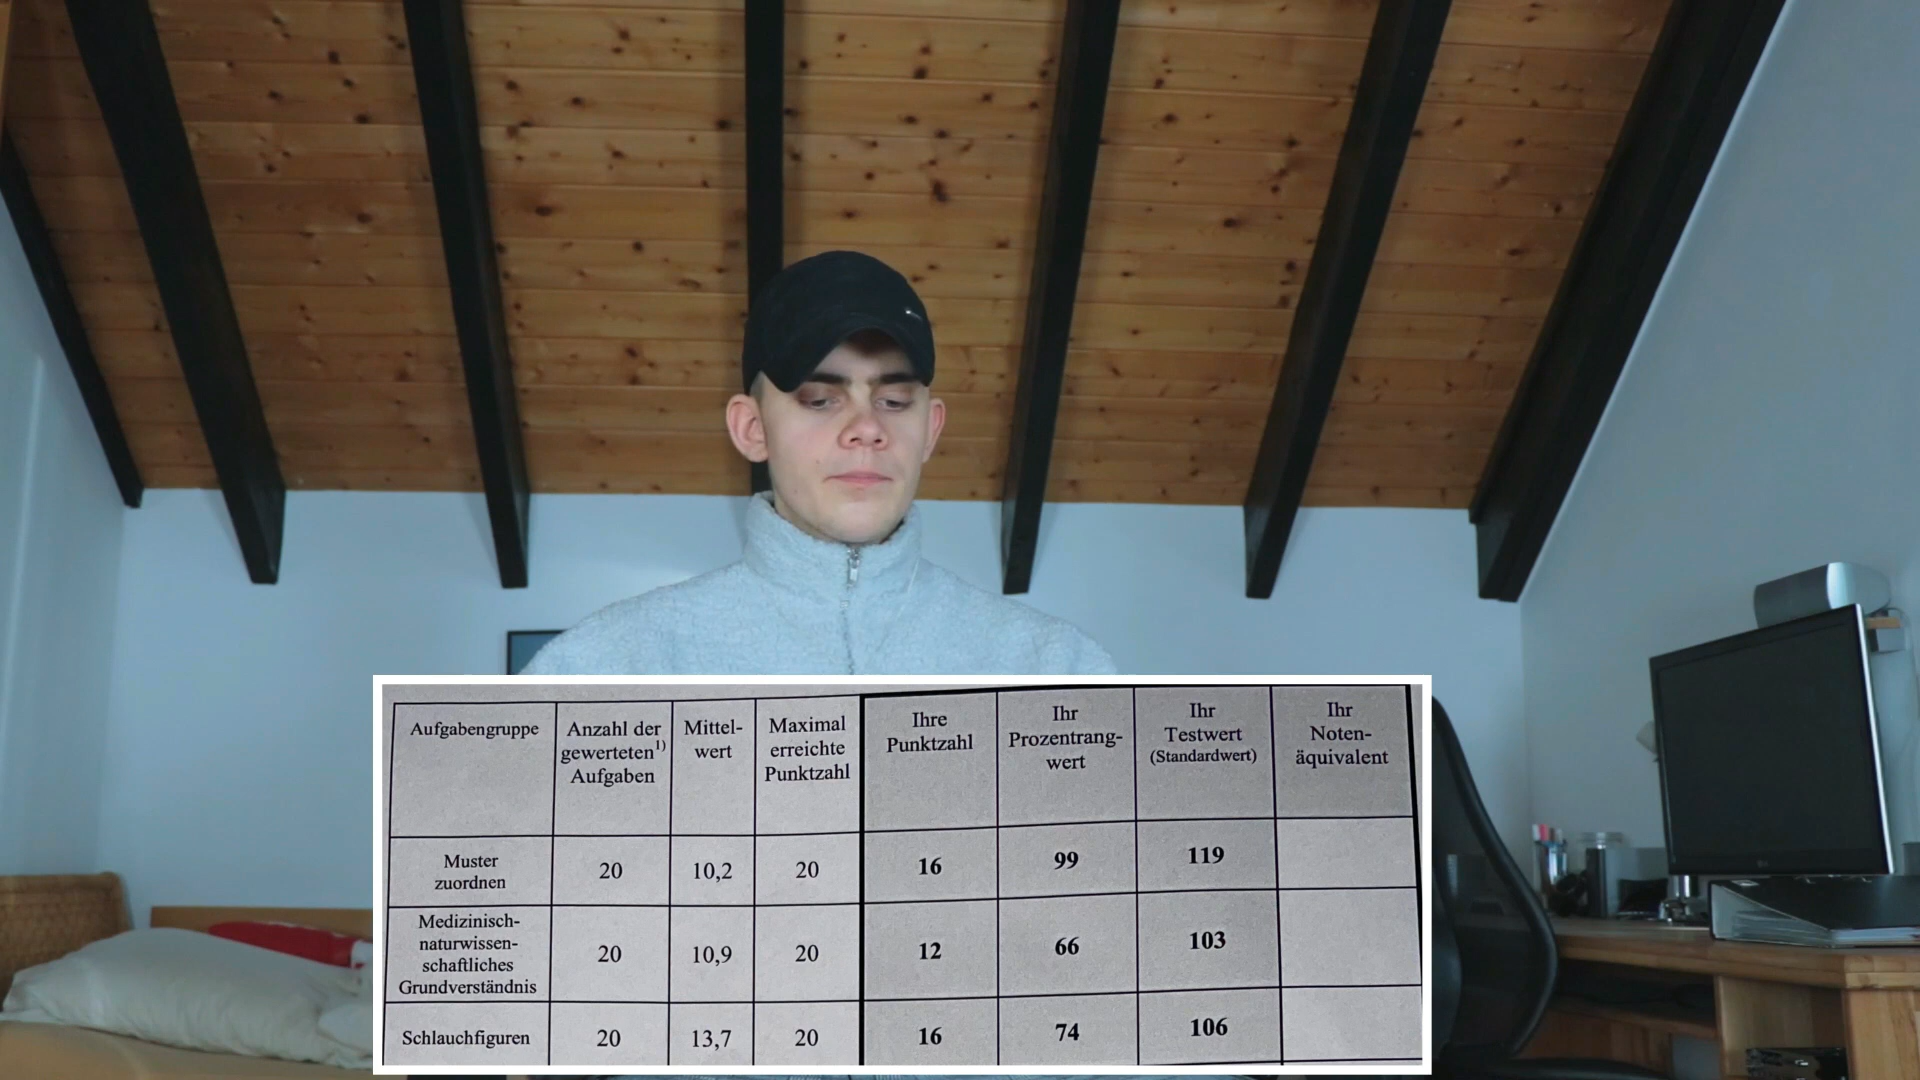 Aufgabengruppe
Anzahl der
gewerteten¹⁾
Aufgaben
Mittel-
wert
Maximal
erreichte
Punktzahl
Ihre
Punktzahl
Ihr
Prozentrang-
wert
Ihr
Testwert
(Standardwert)
Ihr
Noten-
äquivalent
Muster
zuordnen
20
10,2
20
16
99
119
Medizinisch-
naturwissen-
schaftliches
Grundverständnis
20
10,9
20
12
66
103
Schlauchfiguren
20
13,7
20
16
74
106